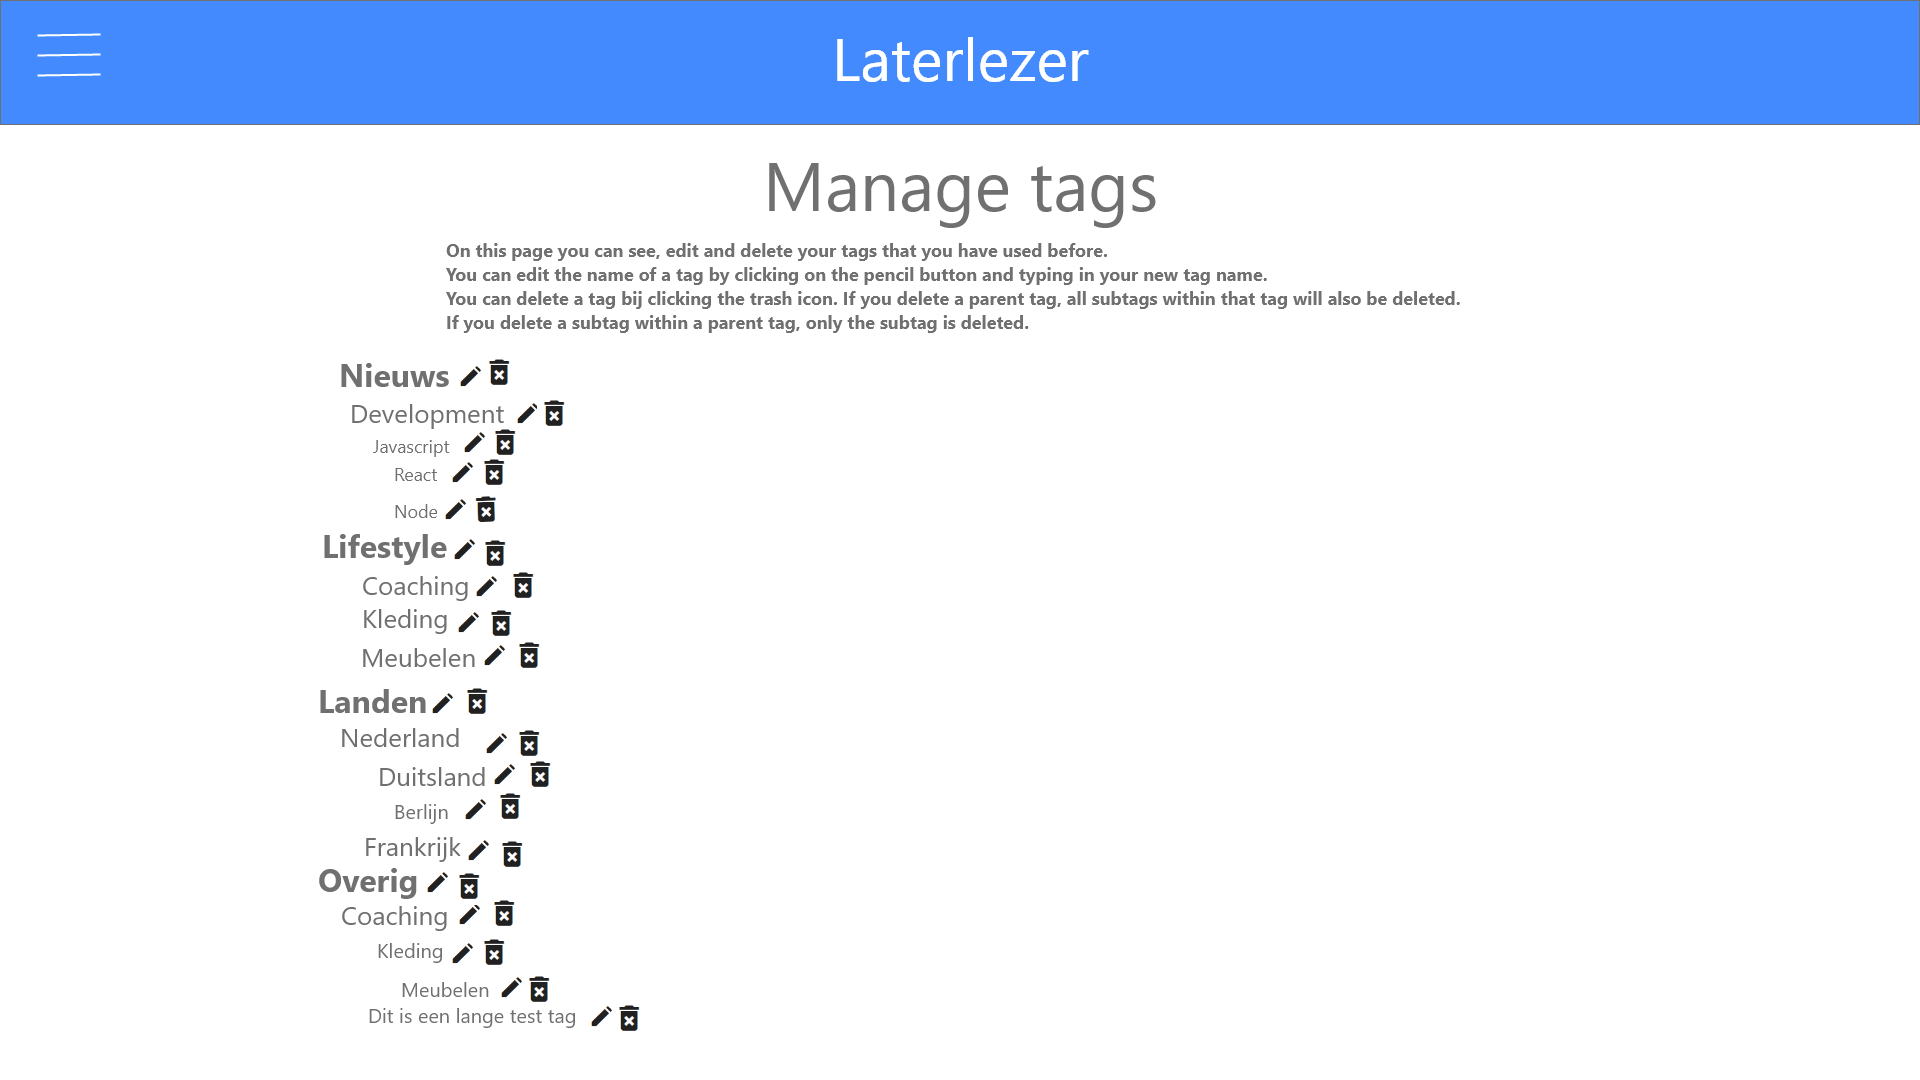 Laterlezer
Manage tags
On this page you can see, edit and delete your tags that you have used before.
You can edit the name of a tag by clicking on the pencil button and typing in your new tag name.
You can delete a tag bij clicking the trash icon. If you delete a parent tag, all subtags within that tag will also be deleted.
If you delete a subtag within a parent tag, only the subtag is deleted.
Nieuws
Development
Javascript
React
Node
Lifestyle
Coaching
Kleding
Meubelen
Landen
Nederland
Duitsland
Berlijn
Frankrijk
Overig
Coaching
Kleding
Meubelen
Dit is een lange test tag